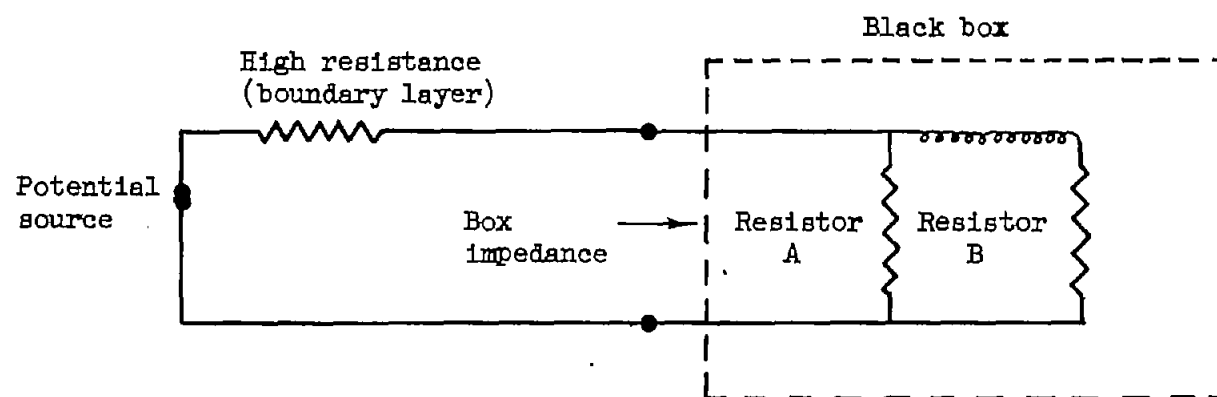 Black box
High resistance
(boundary layer)
Potential
source
Box
impedance
Resistor
A
Resistor
B